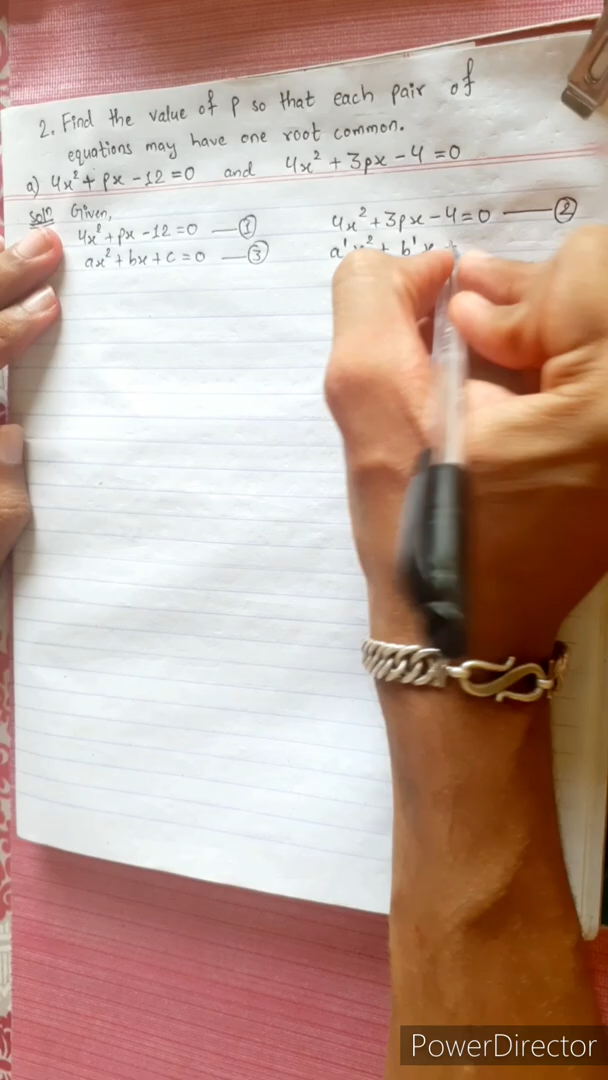 2. Find the value of p so that each pair of
equations may have one root common.
a) 4x² + px - 12 = 0 and 4x² + 3px - 4 = 0
Solⁿ Given,
4x² + px - 12 = 0 — ① 4x² + 3px - 4 = 0 — ②
ax² + bx + c = 0 — ③ a'x² + b'x +
PowerDirector